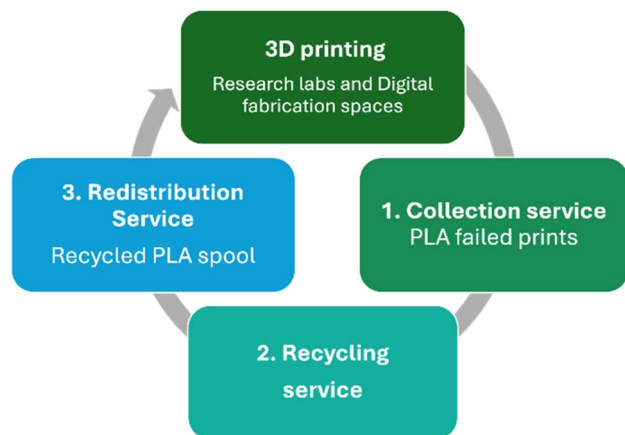 3D printing
Research labs and Digital
fabrication spaces
3. Redistribution
Service
Recycled PLA spool
1. Collection service
PLA failed prints
2. Recycling
service